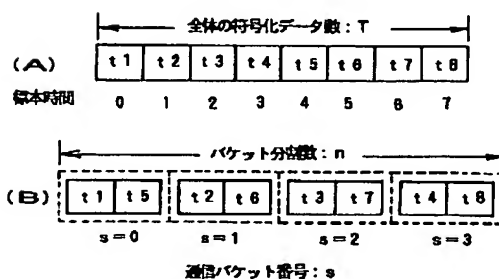 全体の符号化データ数:T
(A) t1 t2 t3 t4 t5 t6 t7 t8
標本時間 0 1 2 3 4 5 6 7
パケット分割数:n
(B) t1 t5 t2 t6 t3 t7 t4 t8
s=0 s=1 s=2 s=3
通信パケット番号:s